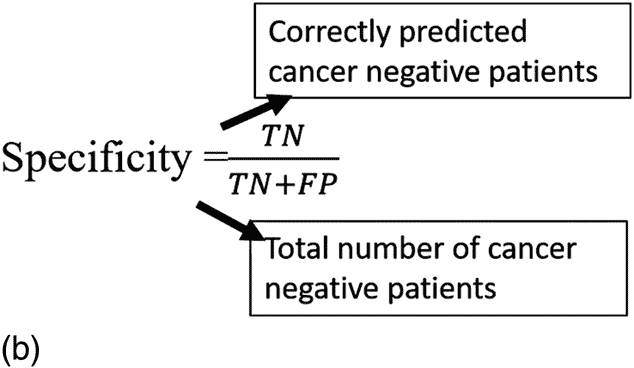 Correctly predicted
cancer negative patients
Specificity = TN
TN+FP
Total number of cancer
negative patients
(b)